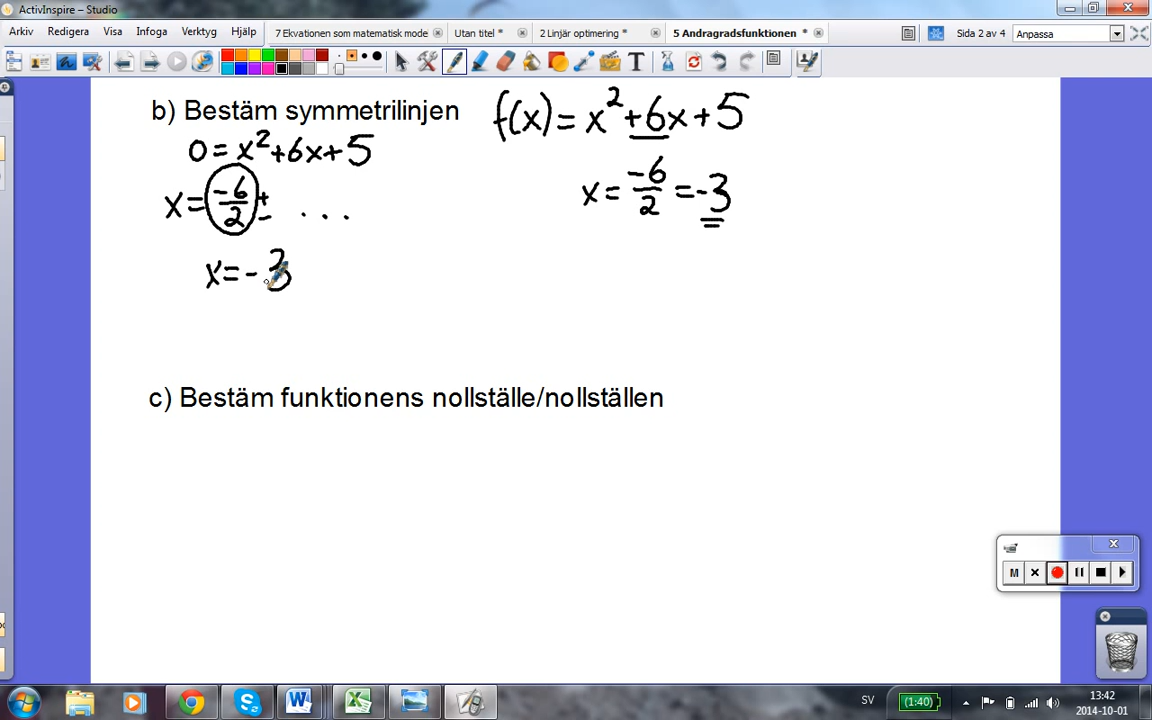 ActivInspire – Studio
Arkiv Redigera Visa Infoga Verktyg Hjälp
7 Ekvationen som matematisk mode
Utan titel *
2 Linjär optimering *
5 Andragradsfunktionen *
Sida 2 av 4
Anpassa
b) Bestäm symmetrilinjen
f(x) = x²+6x+5
0 = x²+6x+5
x = -6/2 ± ...
x = -6/2 = -3
x = -3
c) Bestäm funktionens nollställe/nollställen
M
SV
(1:40)
13:42
2014-10-01